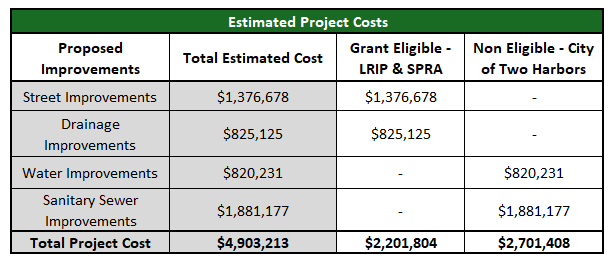 Estimated Project Costs
Proposed Improvements | Total Estimated Cost | Grant Eligible - LRIP & SPRA | Non Eligible - City of Two Harbors
Street Improvements | $1,376,678 | $1,376,678 | -
Drainage Improvements | $825,125 | $825,125 | -
Water Improvements | $820,231 | - | $820,231
Sanitary Sewer Improvements | $1,881,177 | - | $1,881,177
Total Project Cost | $4,903,213 | $2,201,804 | $2,701,408